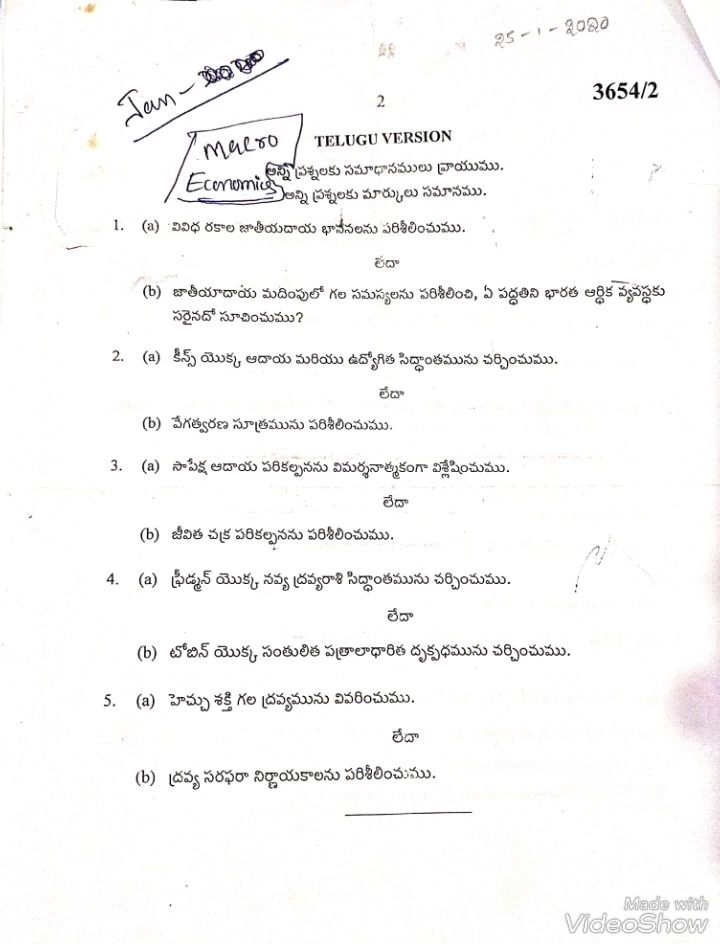 25-1-2020
Jan-
2
3654/2
Macro
Economics
TELUGU VERSION
అన్ని ప్రశ్నలకు సమాధానములు వ్రాయుము.
అన్ని ప్రశ్నలకు మార్కులు సమానము.
1. (a) వివిధ రకాల జాతీయదాయ భావనలను పరిశీలించుము.
లేదా
(b) జాతీయాదాయ మదింపులో గల సమస్యలను పరిశీలించి, ఏ పద్ధతిని భారత ఆర్థిక వ్యవస్థకు
సరైనదో సూచించుము?
2. (a) కీన్స్ యొక్క ఆదాయ మరియు ఉద్యోగిత సిద్ధాంతమును చర్చించుము.
లేదా
(b) వేగత్వరణ సూత్రమును పరిశీలించుము.
3. (a) సాపేక్ష ఆదాయ పరికల్పనను విమర్శనాత్మకంగా విశ్లేషించుము.
లేదా
(b) జీవిత చక్ర పరికల్పనను పరిశీలించుము.
4. (a) ఫ్రీడ్మన్ యొక్క నవ్య ద్రవ్యరాశి సిద్ధాంతమును చర్చించుము.
లేదా
(b) టోబిన్ యొక్క సంతులిత పత్రాలాధారిత దృక్పధమును చర్చించుము.
5. (a) హెచ్చు శక్తి గల ద్రవ్యమును వివరించుము.
లేదా
(b) ద్రవ్య సరఫరా నిర్ణాయకాలను పరిశీలించుము.
Made with
VideoShow